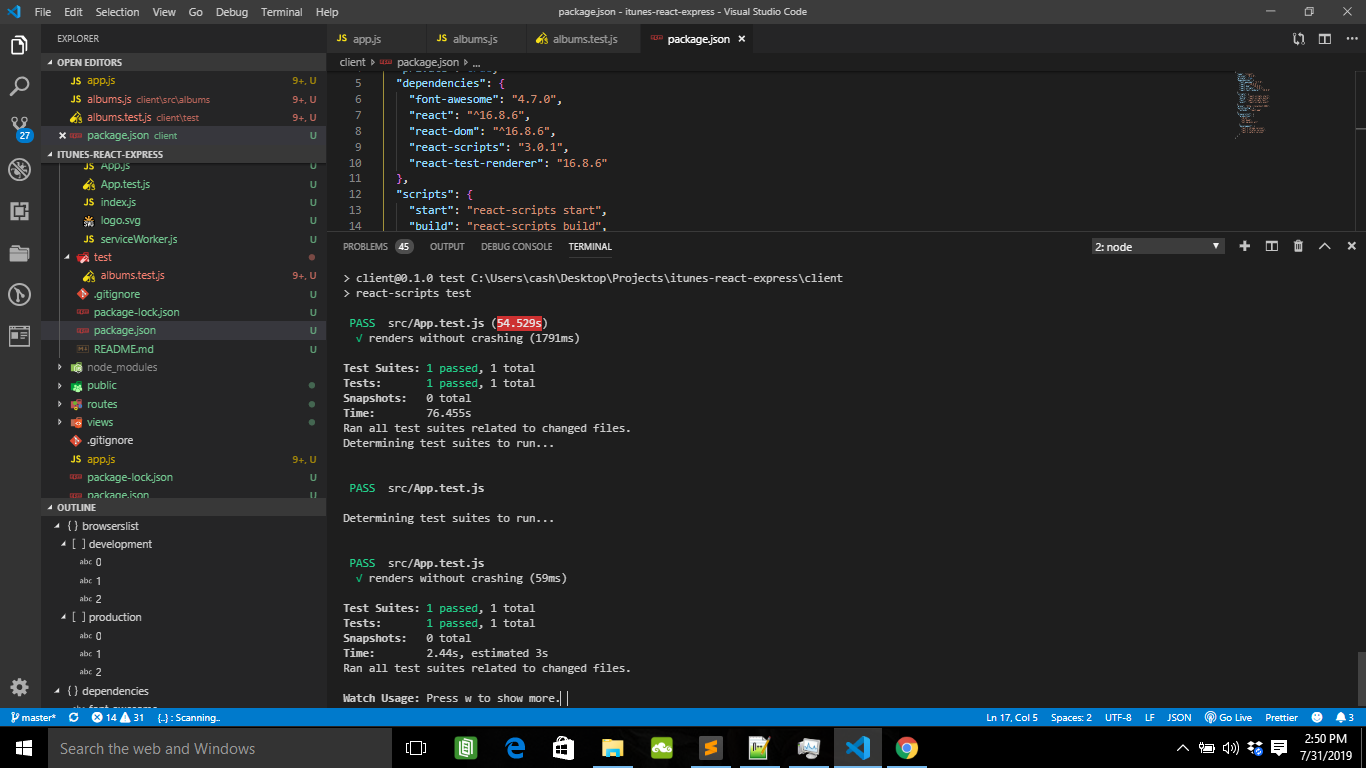 File Edit Selection View Go Debug Terminal Help
package.json - itunes-react-express - Visual Studio Code
EXPLORER
OPEN EDITORS
JS app.js 9+, U
JS albums.js client\src\albums 9+, U
albums.test.js client\test 9+, U
package.json client U
ITUNES-REACT-EXPRESS
JS App.js U
App.test.js U
JS index.js U
logo.svg U
JS serviceWorker.js U
test
albums.test.js 9+, U
.gitignore U
package-lock.json U
package.json U
README.md U
node_modules
public
routes
views
.gitignore
JS app.js 9+, U
package-lock.json U
package.json U
OUTLINE
{ } browserslist
[ ] development
abc 0
abc 1
abc 2
[ ] production
abc 0
abc 1
abc 2
{ } dependencies
abc font-awesome
27
JS app.js
JS albums.js
albums.test.js
package.json
client > package.json > ...
5 "dependencies": {
6 "font-awesome": "4.7.0",
7 "react": "^16.8.6",
8 "react-dom": "^16.8.6",
9 "react-scripts": "3.0.1",
10 "react-test-renderer": "16.8.6"
11 },
12 "scripts": {
13 "start": "react-scripts start",
14 "build": "react-scripts build",
PROBLEMS 45 OUTPUT DEBUG CONSOLE TERMINAL
2: node
> client@0.1.0 test C:\Users\cash\Desktop\Projects\itunes-react-express\client
> react-scripts test
PASS src/App.test.js (54.529s)
√ renders without crashing (1791ms)
Test Suites: 1 passed, 1 total
Tests: 1 passed, 1 total
Snapshots: 0 total
Time: 76.455s
Ran all test suites related to changed files.
Determining test suites to run...
PASS src/App.test.js
Determining test suites to run...
PASS src/App.test.js
√ renders without crashing (59ms)
Test Suites: 1 passed, 1 total
Tests: 1 passed, 1 total
Snapshots: 0 total
Time: 2.44s, estimated 3s
Ran all test suites related to changed files.
Watch Usage: Press w to show more.
master* 14 31 {..} : Scanning..
Ln 17, Col 5 Spaces: 2 UTF-8 LF JSON Go Live Prettier 3
Search the web and Windows
2:50 PM
7/31/2019